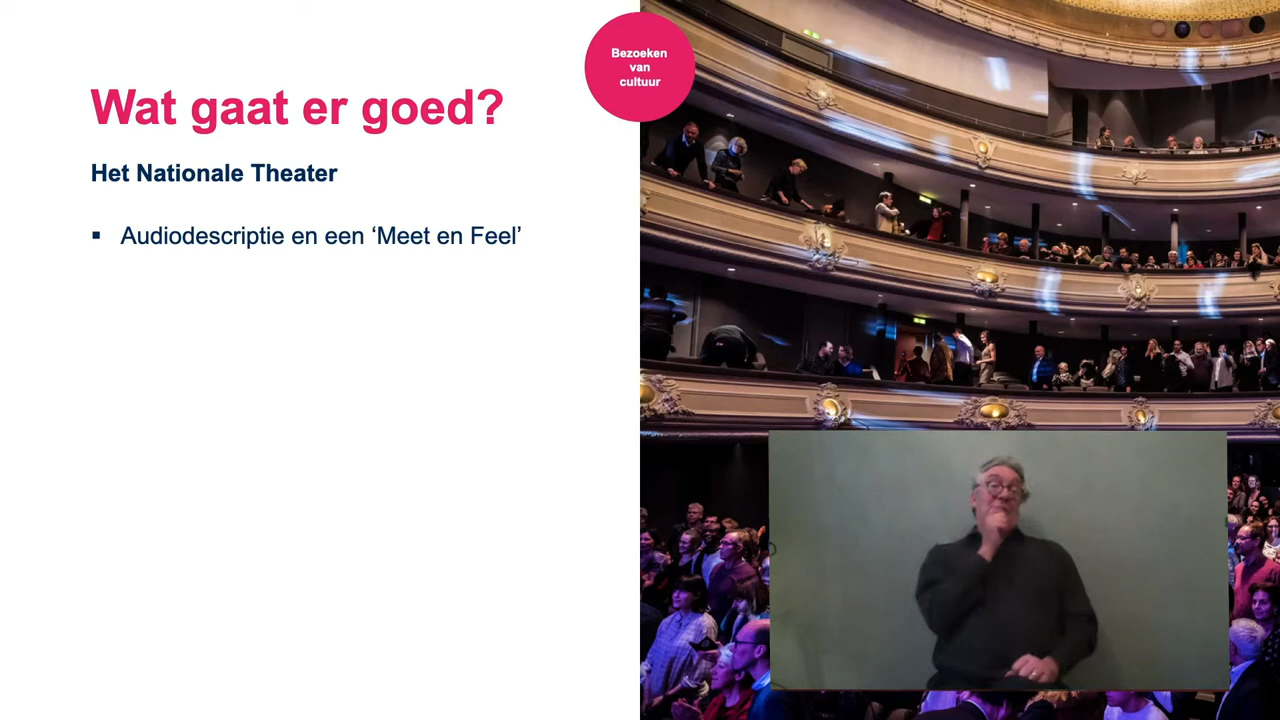 Bezoeken
van
cultuur
Wat gaat er goed?
Het Nationale Theater
▪ Audiodescriptie en een ‘Meet en Feel’